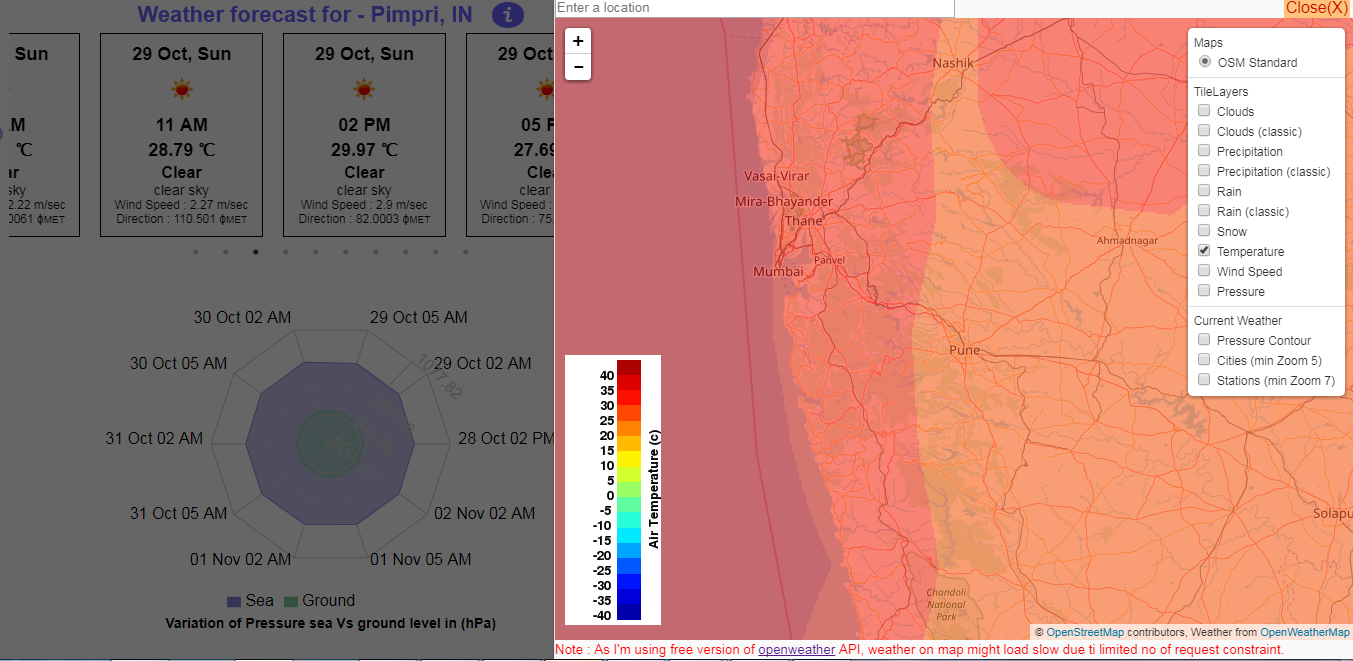 Weather forecast for - Pimpri, IN
i
Sun
29 Oct, Sun
29 Oct, Sun
29 Oct
M
11 AM
02 PM
05 P
℃
28.79 ℃
29.97 ℃
27.69
ar
Clear
Clear
Clea
sky
clear sky
clear sky
clear
2.22 m/sec
Wind Speed : 2.27 m/sec
Wind Speed : 2.9 m/sec
Wind Speed :
0061 фMET
Direction : 110.501 фMET
Direction : 82.0003 фMET
Direction : 75.
30 Oct 02 AM
29 Oct 05 AM
30 Oct 05 AM
29 Oct 02 AM
31 Oct 02 AM
28 Oct 02 PM
31 Oct 05 AM
02 Nov 02 AM
01 Nov 02 AM
01 Nov 05 AM
Sea
Ground
Variation of Pressure sea Vs ground level in (hPa)
Enter a location
Close(X)
+
−
Nashik
Vasai-Virar
Mira-Bhayander
Thane
Mumbai
Panvel
Ahmadnagar
Pune
Solapu
Chandoli
National
Park
Maps
OSM Standard
TileLayers
Clouds
Clouds (classic)
Precipitation
Precipitation (classic)
Rain
Rain (classic)
Snow
Temperature
Wind Speed
Pressure
Current Weather
Pressure Contour
Cities (min Zoom 5)
Stations (min Zoom 7)
40
35
30
25
20
15
10
5
0
-5
-10
-15
-20
-25
-30
-35
-40
Air Temperature (c)
© OpenStreetMap contributors, Weather from OpenWeatherMap
Note : As I'm using free version of openweather API, weather on map might load slow due ti limited no of request constraint.